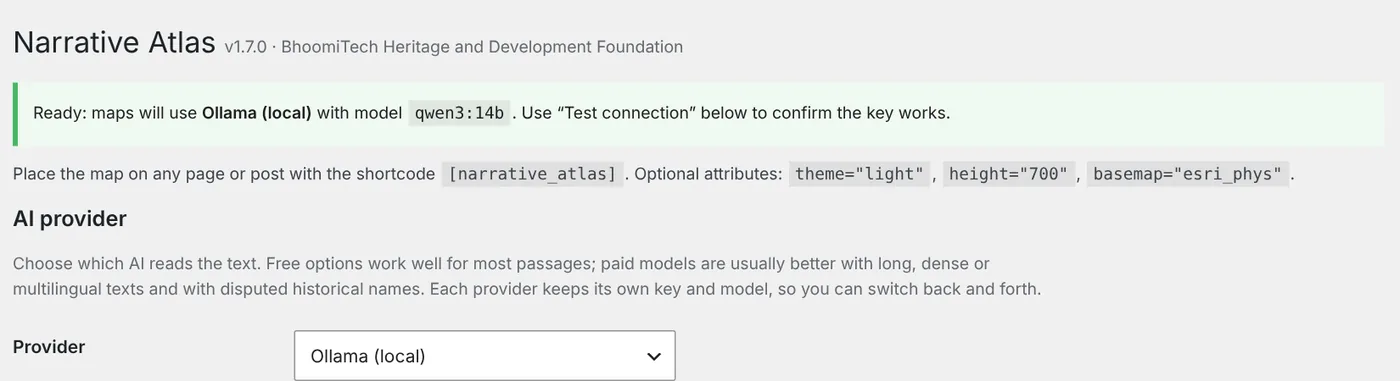 Narrative Atlas v1.7.0 · BhoomiTech Heritage and Development Foundation
Ready: maps will use Ollama (local) with model qwen3:14b. Use “Test connection” below to confirm the key works.
Place the map on any page or post with the shortcode [narrative_atlas]. Optional attributes: theme="light", height="700", basemap="esri_phys".
AI provider
Choose which AI reads the text. Free options work well for most passages; paid models are usually better with long, dense or
multilingual texts and with disputed historical names. Each provider keeps its own key and model, so you can switch back and forth.
Provider
Ollama (local)